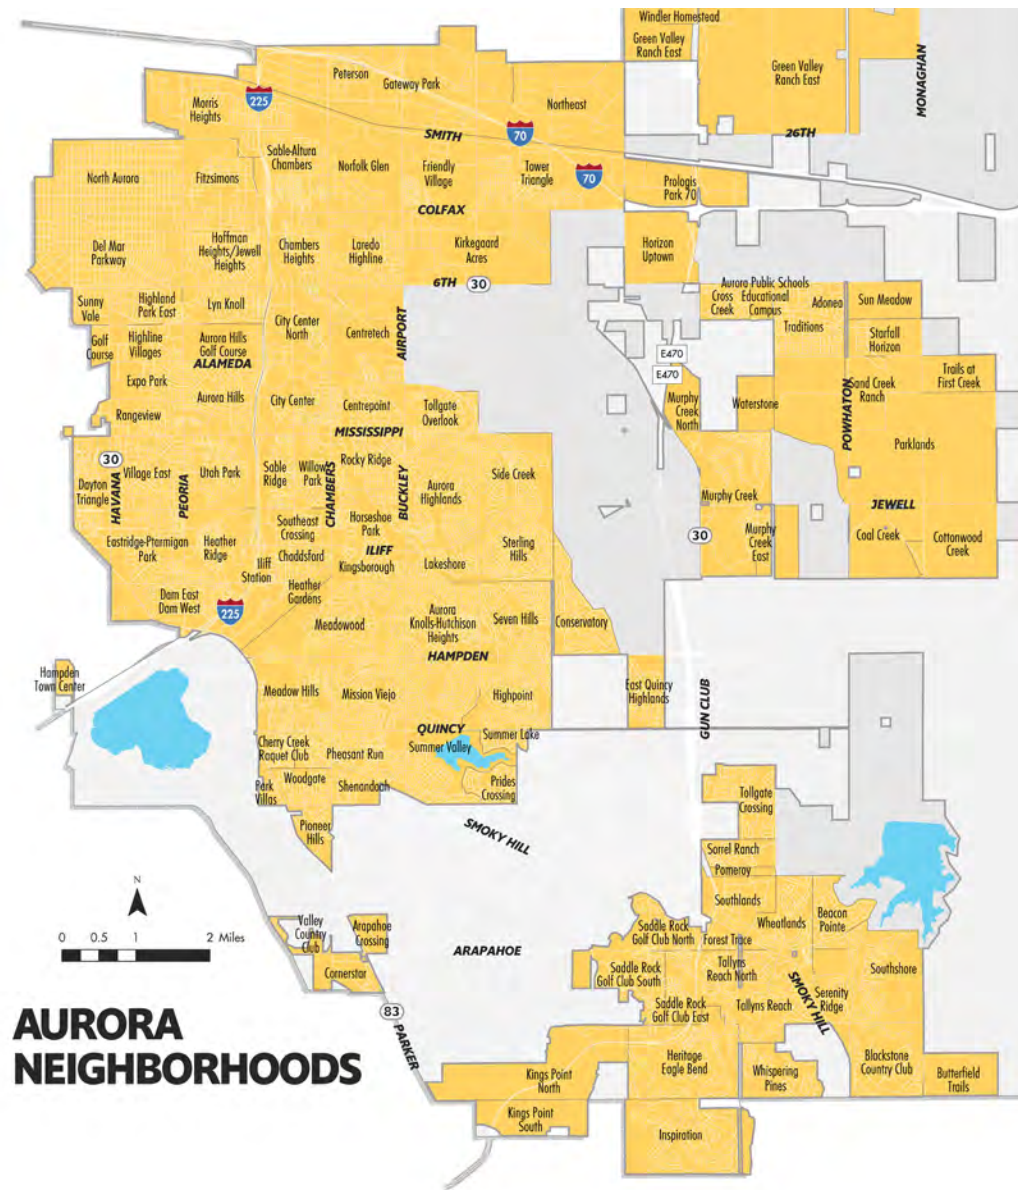 Windler Homestead
Green Valley
Ranch East
Green Valley
Ranch East
MONAGHAN
Peterson
Gateway Park
Northeast
225
Morris
Heights
SMITH
70
26TH
Sable-Altura
Chambers
Norfolk Glen
Friendly
Village
Tower
Triangle
70
North Aurora
Fitzsimons
Prologis
Park 70
COLFAX
Del Mar
Parkway
Hoffman
Heights/Jewell
Heights
Chambers
Heights
Laredo
Highline
Kirkegaard
Acres
Horizon
Uptown
6TH
30
Aurora Public Schools
Educational
Campus
Cross
Creek
Adonea
Sun Meadow
Sunny
Vale
Highland
Park East
Lyn Knoll
City Center
North
Centretech
AIRPORT
Traditions
Starfall
Horizon
Golf
Course
Highline
Villages
Aurora Hills
Golf Course
ALAMEDA
E470
E470
Expo Park
Trails at
First Creek
Sand Creek
Ranch
POWHATON
Rangeview
Aurora Hills
City Center
Centrepoint
Tollgate
Overlook
Murphy
Creek
North
Waterstone
MISSISSIPPI
Parklands
30
Rocky Ridge
Village East
Utah Park
Sable
Ridge
Willow
Park
CHAMBERS
BUCKLEY
Side Creek
Dayton
Triangle
HAVANA
PEORIA
Aurora
Highlands
Murphy Creek
JEWELL
Southeast
Crossing
Horseshoe
Park
30
Murphy
Creek
East
Coal Creek
Cottonwood
Creek
Eastridge-Ptarmigan
Park
Heather
Ridge
ILIFF
Sterling
Hills
Iliff
Station
Chaddsford
Kingsborough
Lakeshore
Dam East
Dam West
225
Heather
Gardens
Meadowood
Aurora
Knolls-Hutchison
Heights
Seven Hills
Conservatory
HAMPDEN
Hampden
Town Center
Meadow Hills
Mission Viejo
Highpoint
East Quincy
Highlands
GUN CLUB
QUINCY
Summer Lake
Cherry Creek
Raquet Club
Pheasant Run
Summer Valley
Woodgate
Park
Villas
Shenandoah
Prides
Crossing
Tollgate
Crossing
Pioneer
Hills
SMOKY HILL
Sorrel Ranch
Pomeroy
N
Southlands
Wheatlands
Beacon
Pointe
0 0.5 1 2 Miles
Valley
Country
Club
Arapahoe
Crossing
ARAPAHOE
Saddle Rock
Golf Club North
Forest Trace
Cornerstar
Saddle Rock
Golf Club South
Tallyns
Reach North
Southshore
83
PARKER
Saddle Rock
Golf Club East
Tallyns Reach
SMOKY HILL
Serenity
Ridge
AURORA
NEIGHBORHOODS
Kings Point
North
Heritage
Eagle Bend
Whispering
Pines
Blackstone
Country Club
Butterfield
Trails
Kings Point
South
Inspiration